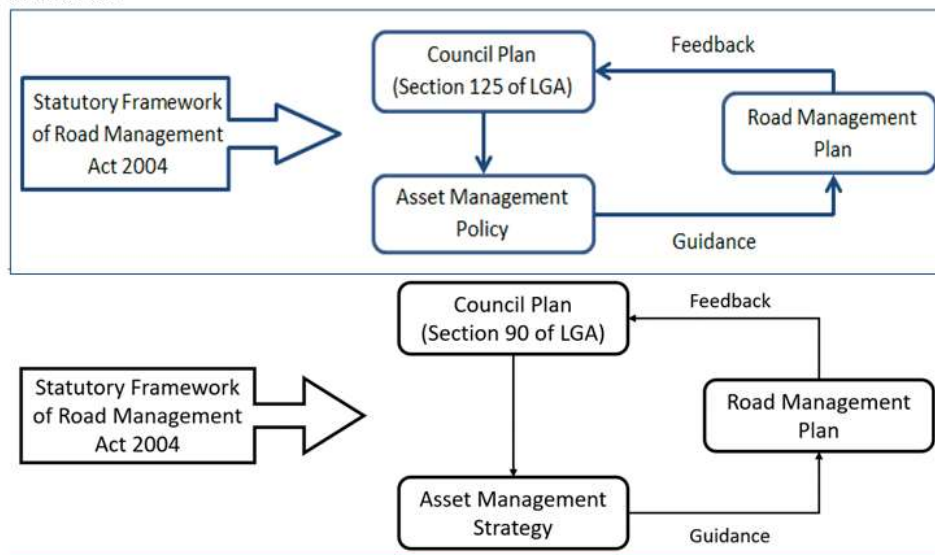 Feedback
Council Plan
(Section 125 of LGA)
Statutory Framework
of Road Management
Act 2004
Road Management
Plan
Asset Management
Policy
Guidance
Council Plan
(Section 90 of LGA)
Feedback
Statutory Framework
of Road Management
Act 2004
Road Management
Plan
Asset Management
Strategy
Guidance